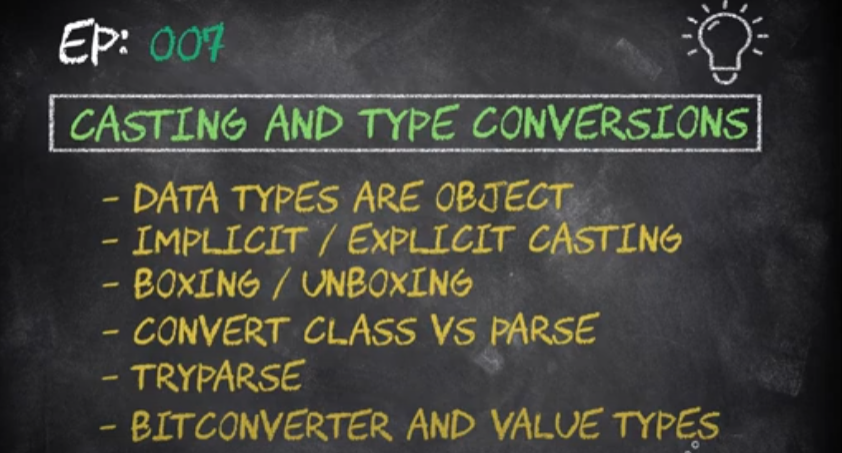 EP: 007
CASTING AND TYPE CONVERSIONS
- DATA TYPES ARE OBJECT
- IMPLICIT / EXPLICIT CASTING
- BOXING / UNBOXING
- CONVERT CLASS VS PARSE
- TRYPARSE
- BITCONVERTER AND VALUE TYPES